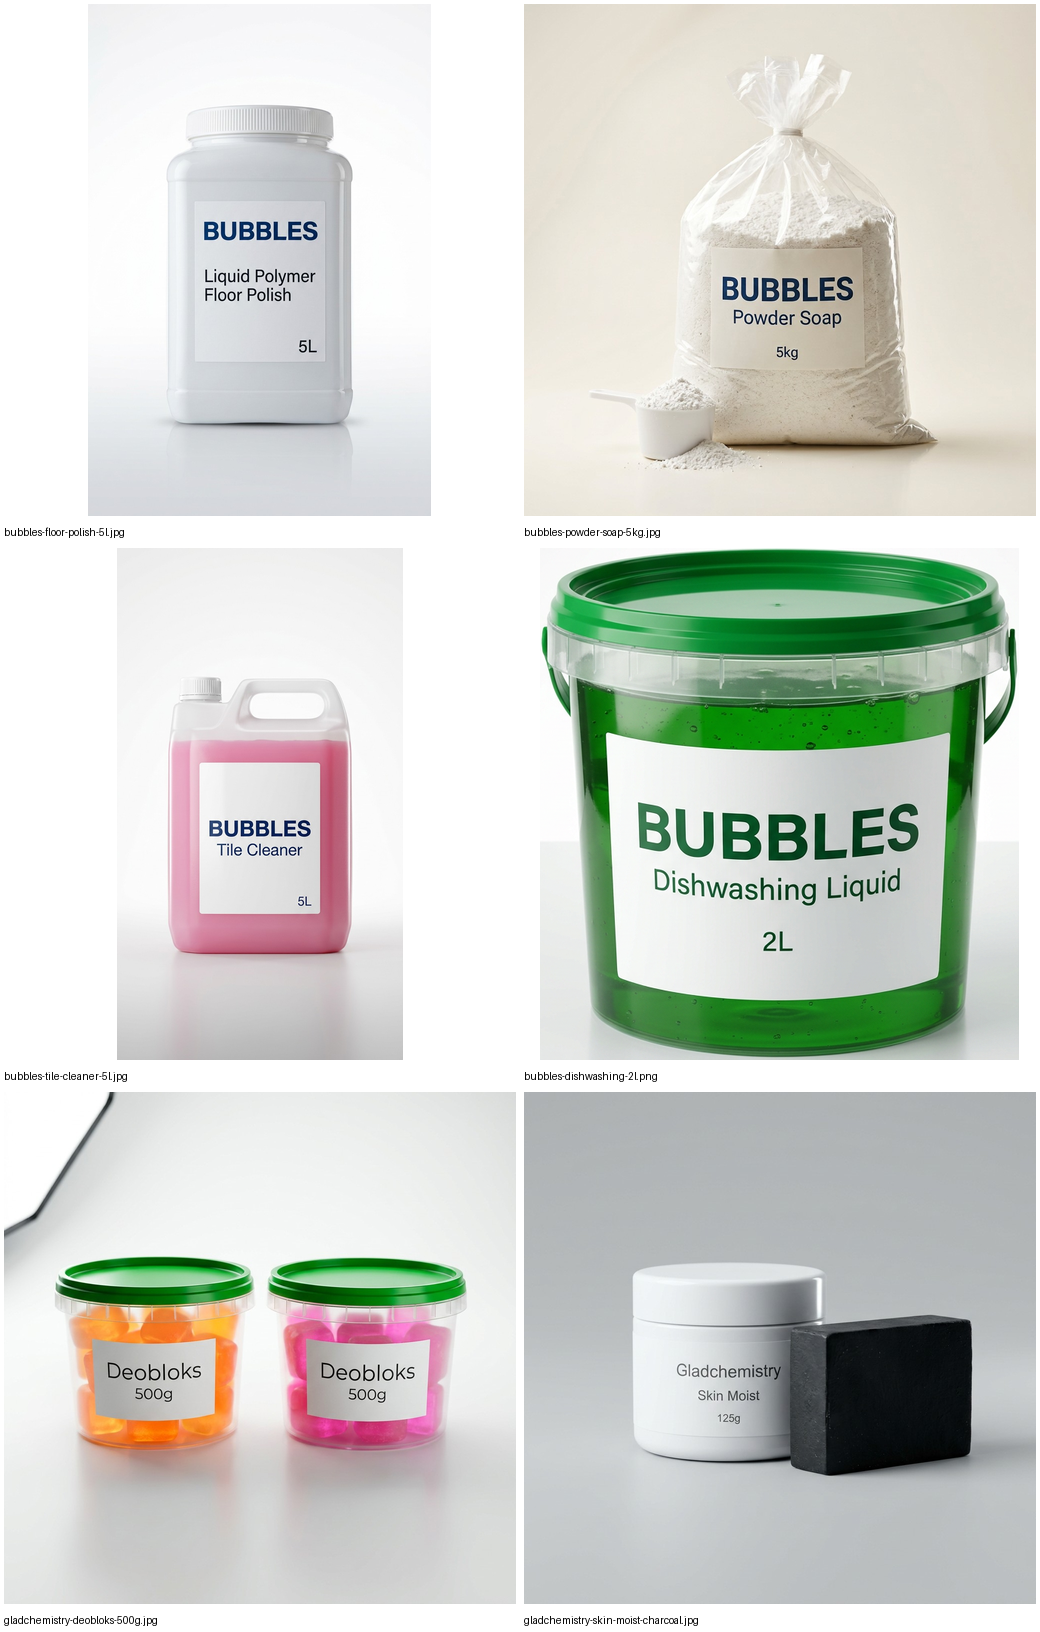 BUBBLES
Liquid Polymer
Floor Polish
5L
bubbles-floor-polish-5l.jpg
BUBBLES
Powder Soap
5kg
bubbles-powder-soap-5kg.jpg
BUBBLES
Tile Cleaner
5L
bubbles-tile-cleaner-5l.jpg
BUBBLES
Dishwashing Liquid
2L
bubbles-dishwashing-2l.png
Deobloks
500g
Deobloks
500g
gladchemistry-deobloks-500g.jpg
Gladchemistry
Skin Moist
125g
gladchemistry-skin-moist-charcoal.jpg